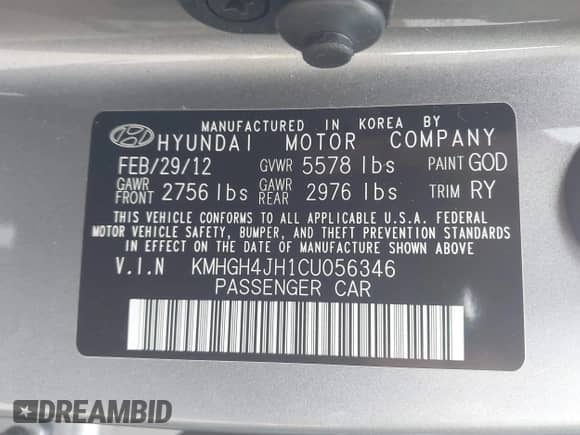 MANUFACTURED IN KOREA BY
HYUNDAI MOTOR COMPANY
FEB/29/12 GVWR 5578 lbs PAINT GOD
GAWR FRONT 2756 lbs GAWR REAR 2976 lbs TRIM RY
THIS VEHICLE CONFORMS TO ALL APPLICABLE U.S.A. FEDERAL
MOTOR VEHICLE SAFETY, BUMPER, AND THEFT PREVENTION STANDARDS
IN EFFECT ON THE DATE OF MANUFACTURE SHOWN ABOVE.
V.I.N KMHGH4JH1CU056346
PASSENGER CAR
DREAMBID